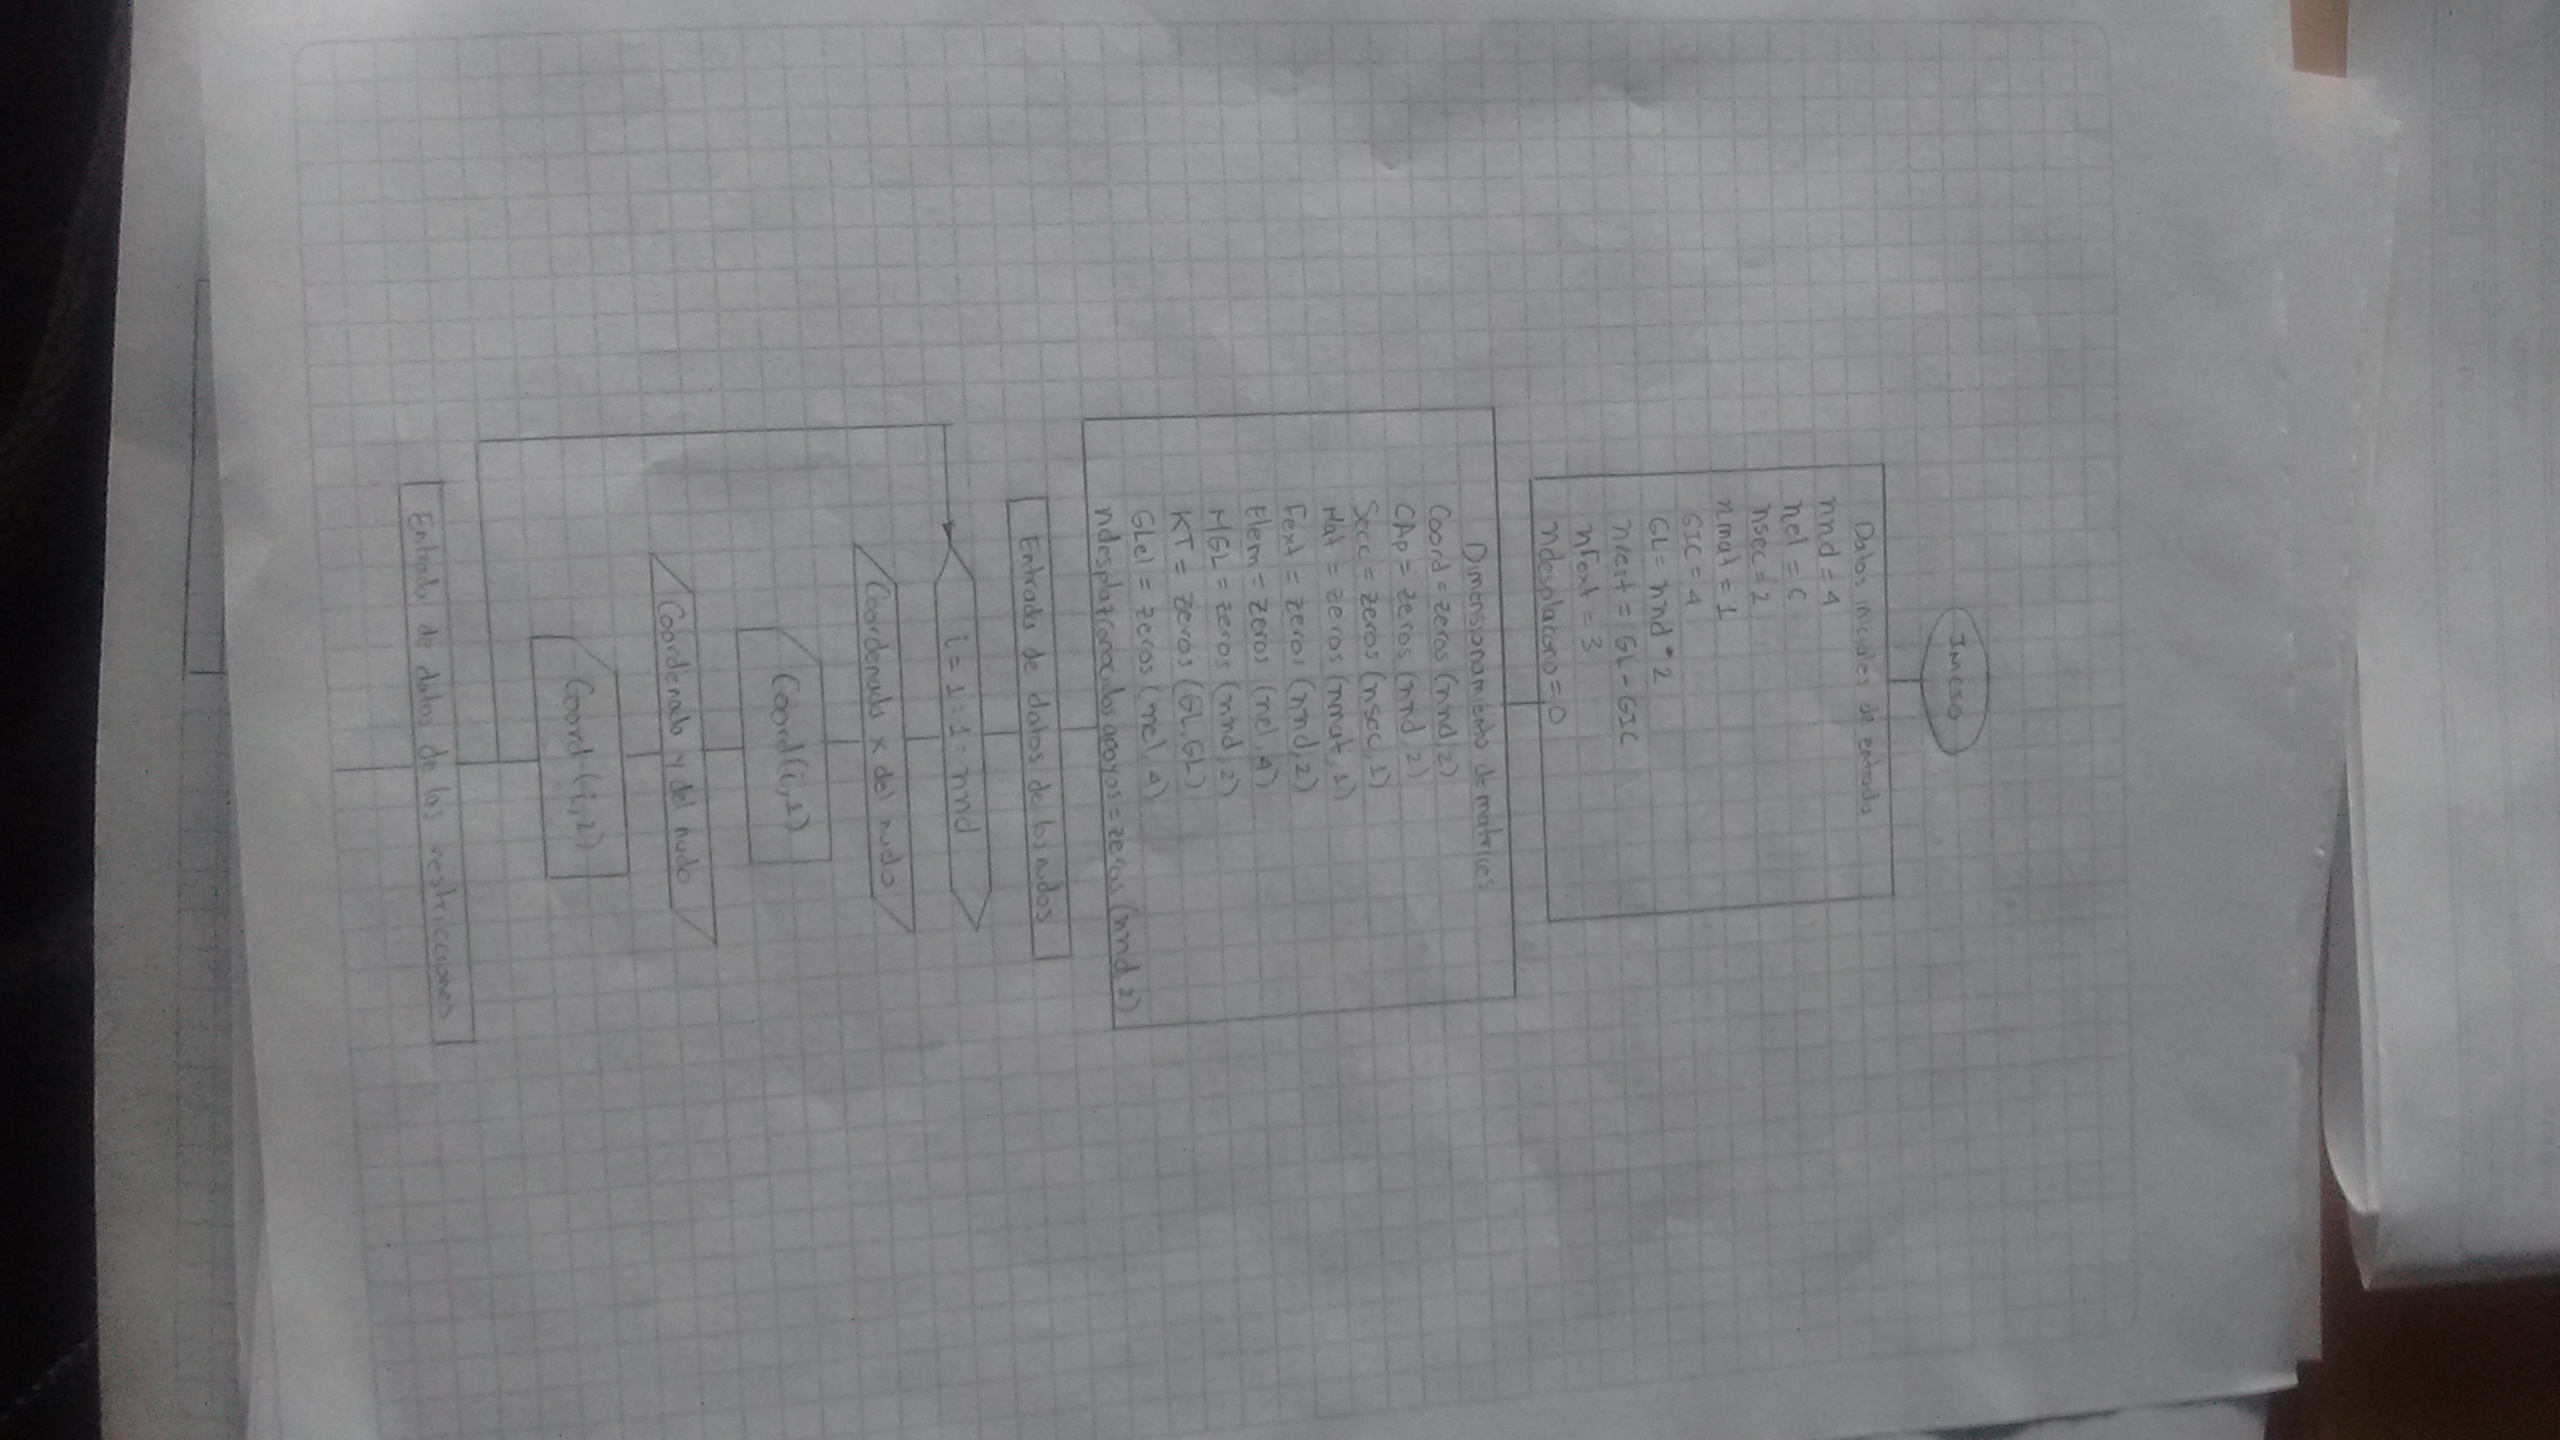 Inicio
Datos iniciales de entrada
nnd = 4
nel = 6
nsec = 2
nmat = 1
GIC = 4
GL = nnd * 2
nrest = GL - GIC
nFext = 3
ndesplacono = 0
Dimensionamiento de matrices
Coord = zeros (nnd, 2)
CAp = zeros (nnd, 2)
Secc = zeros (nsec, 1)
Mat = zeros (nmat, 1)
Fext = zeros (nnd, 2)
Elem = zeros (nel, 4)
MGL = zeros (nnd, 2)
KT = zeros (GL, GL)
GLel = zeros (nel, 4)
apoyos = zeros (nnd 2)
Entrada de datos de los nudos
i = 1 : 1 : nnd
Coordenada x del nudo
Coord (i, 1)
Coordenada y del nudo
Coord (i, 2)
Entrada de datos de las restricciones